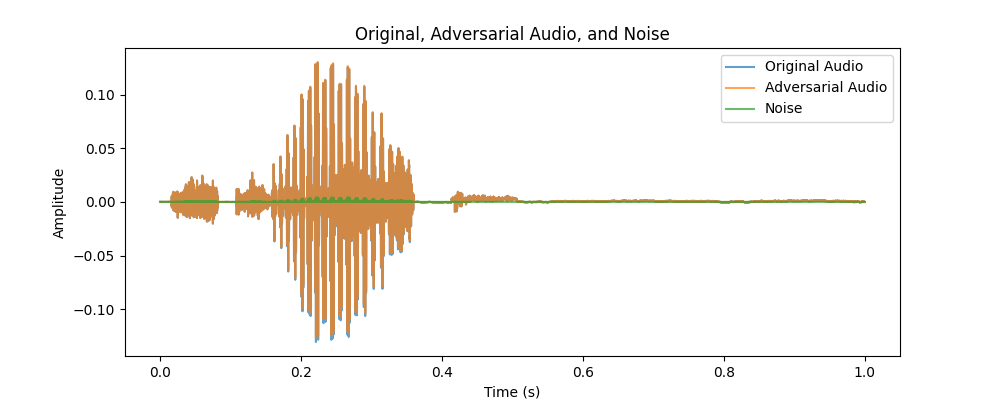 Original, Adversarial Audio, and Noise
Original Audio
Adversarial Audio
Noise
Amplitude
0.10
0.05
0.00
−0.05
−0.10
0.0
0.2
0.4
0.6
0.8
1.0
Time (s)